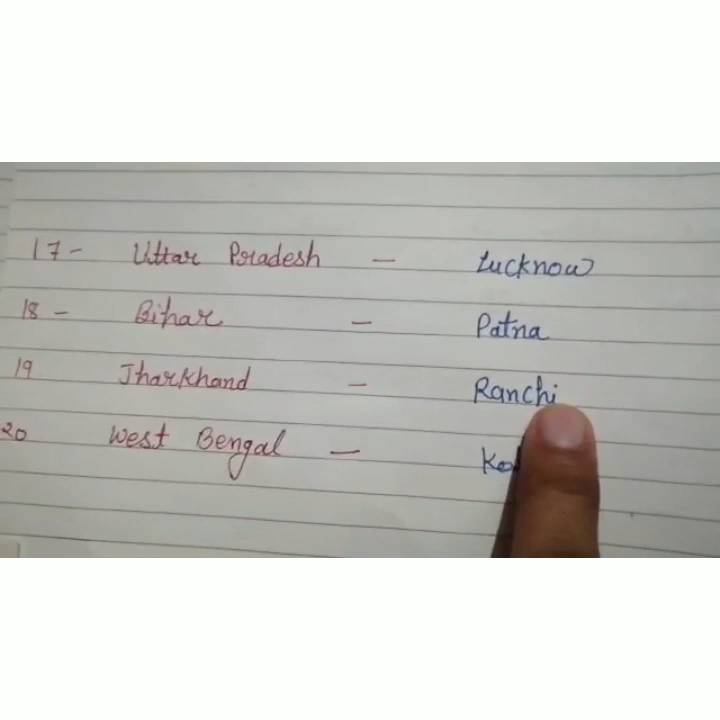 17- Uttar Pradesh - Lucknow
18- Bihar - Patna
19 Jharkhand - Ranchi
20 West Bengal -